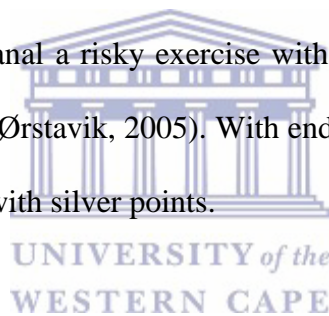 anal a risky exercise with
Ørstavik, 2005). With end
with silver points.
UNIVERSITY of the
WESTERN CAPE